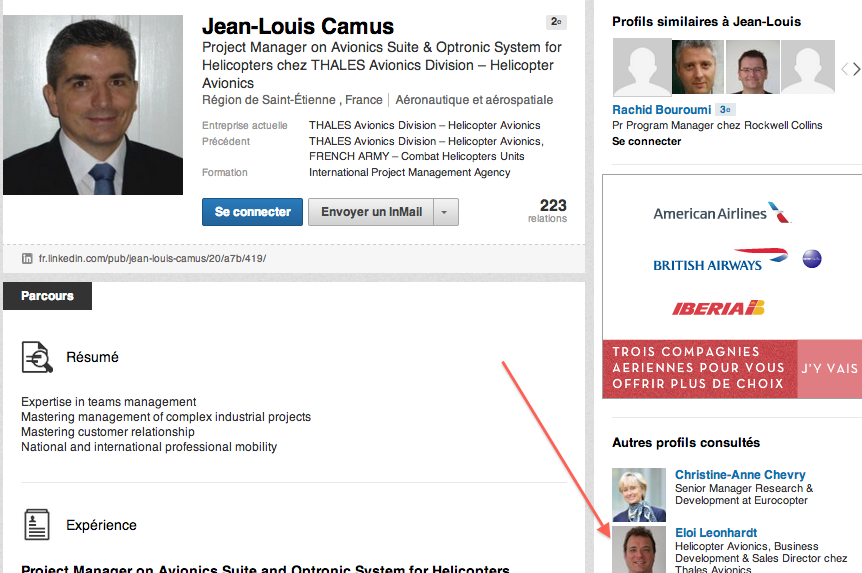 Jean-Louis Camus
2e
Project Manager on Avionics Suite & Optronic System for
Helicopters chez THALES Avionics Division – Helicopter
Avionics
Région de Saint-Étienne , France | Aéronautique et aérospatiale
Entreprise actuelle THALES Avionics Division – Helicopter Avionics
Précédent THALES Avionics Division – Helicopter Avionics,
FRENCH ARMY – Combat Helicopters Units
Formation International Project Management Agency
Se connecter
Envoyer un InMail
223
relations
in fr.linkedin.com/pub/jean-louis-camus/20/a7b/419/
Parcours
Résumé
Expertise in teams management
Mastering management of complex industrial projects
Mastering customer relationship
National and international professional mobility
Expérience
Project Manager on Avionics Suite and Optronic System for Helicopters
Profils similaires à Jean-Louis
Rachid Bouroumi 3e
Pr Program Manager chez Rockwell Collins
Se connecter
American Airlines
BRITISH AIRWAYS
IBERIA
TROIS COMPAGNIES
AERIENNES POUR VOUS
OFFRIR PLUS DE CHOIX
J'Y VAIS
Autres profils consultés
Christine-Anne Chevry
Senior Manager Research &
Development at Eurocopter
Eloi Leonhardt
Helicopter Avionics, Business
Development & Sales Director chez
Thales Avionics